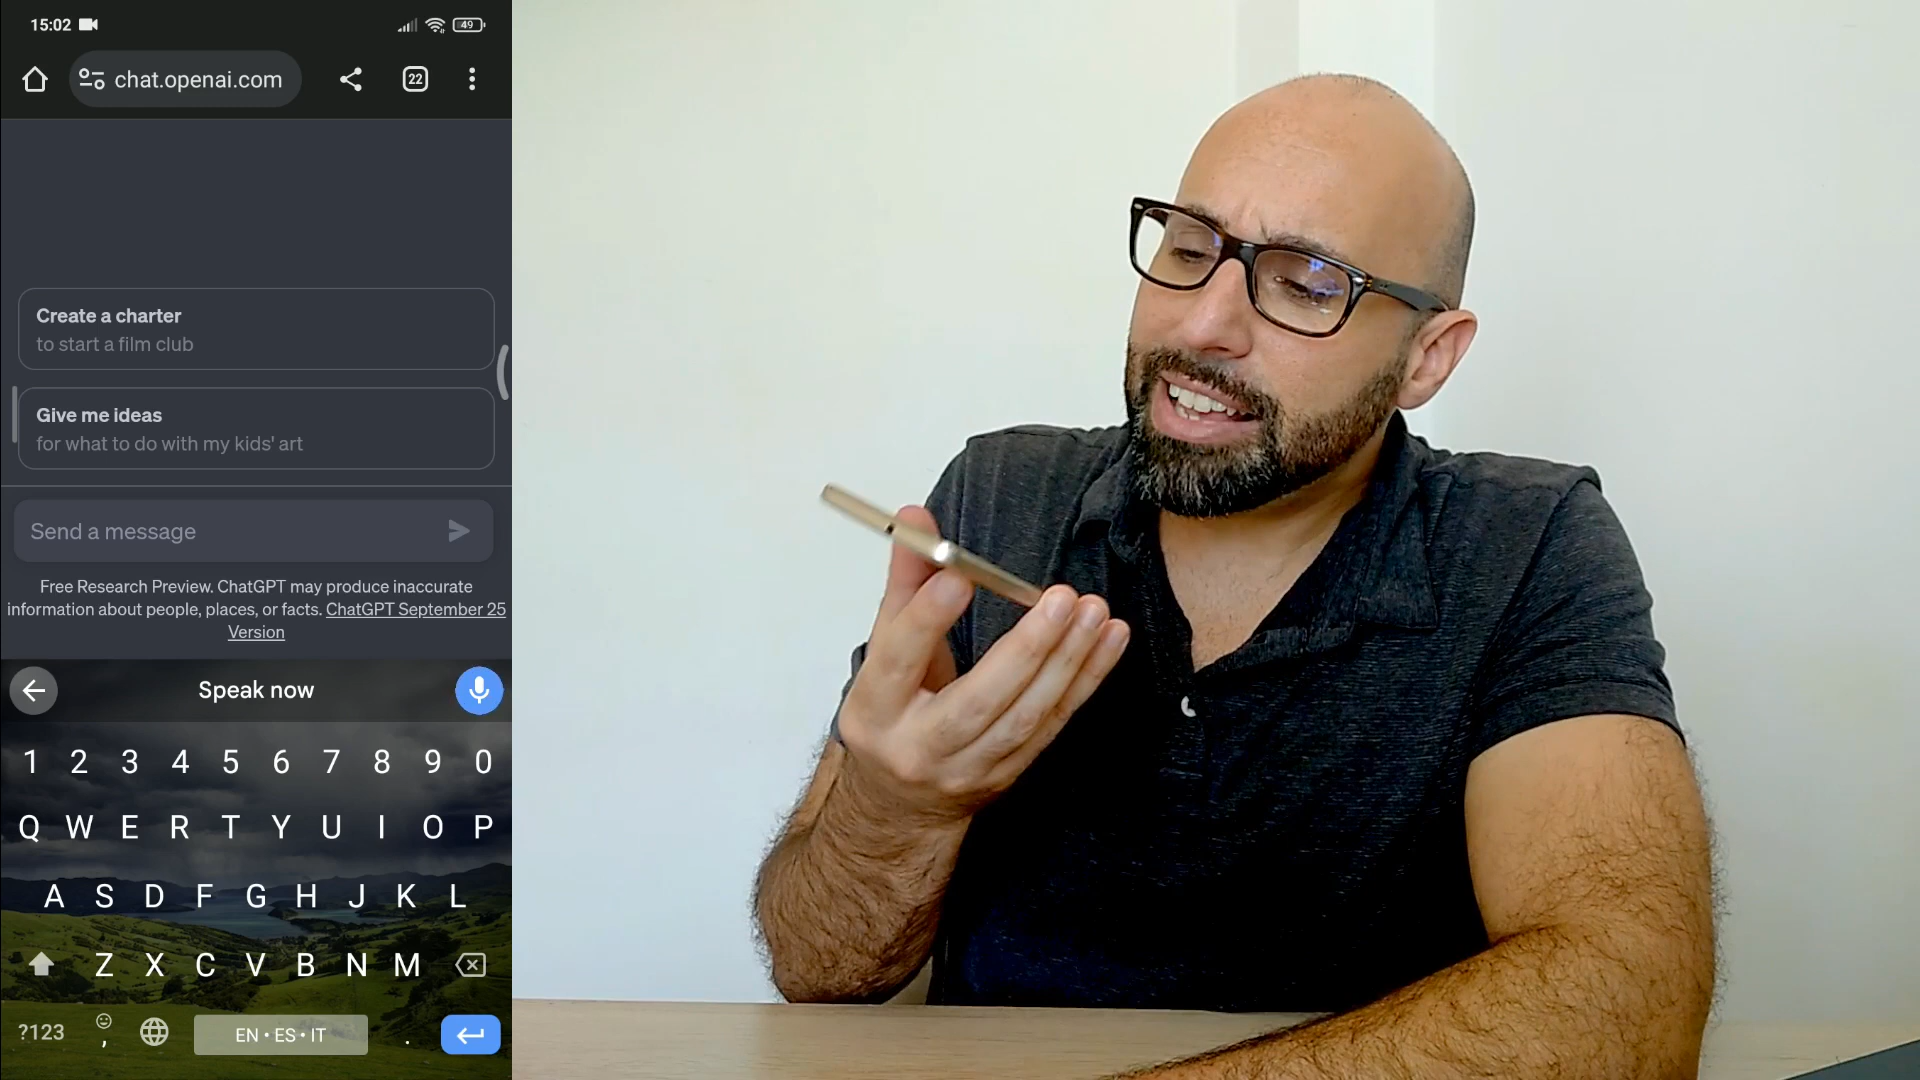 15:02
49
chat.openai.com
22
Create a charter
to start a film club
Give me ideas
for what to do with my kids' art
Send a message
Free Research Preview. ChatGPT may produce inaccurate
information about people, places, or facts. ChatGPT September 25
Version
Speak now
1 2 3 4 5 6 7 8 9 0
Q W E R T Y U I O P
A S D F G H J K L
Z X C V B N M
?123 , EN • ES • IT .